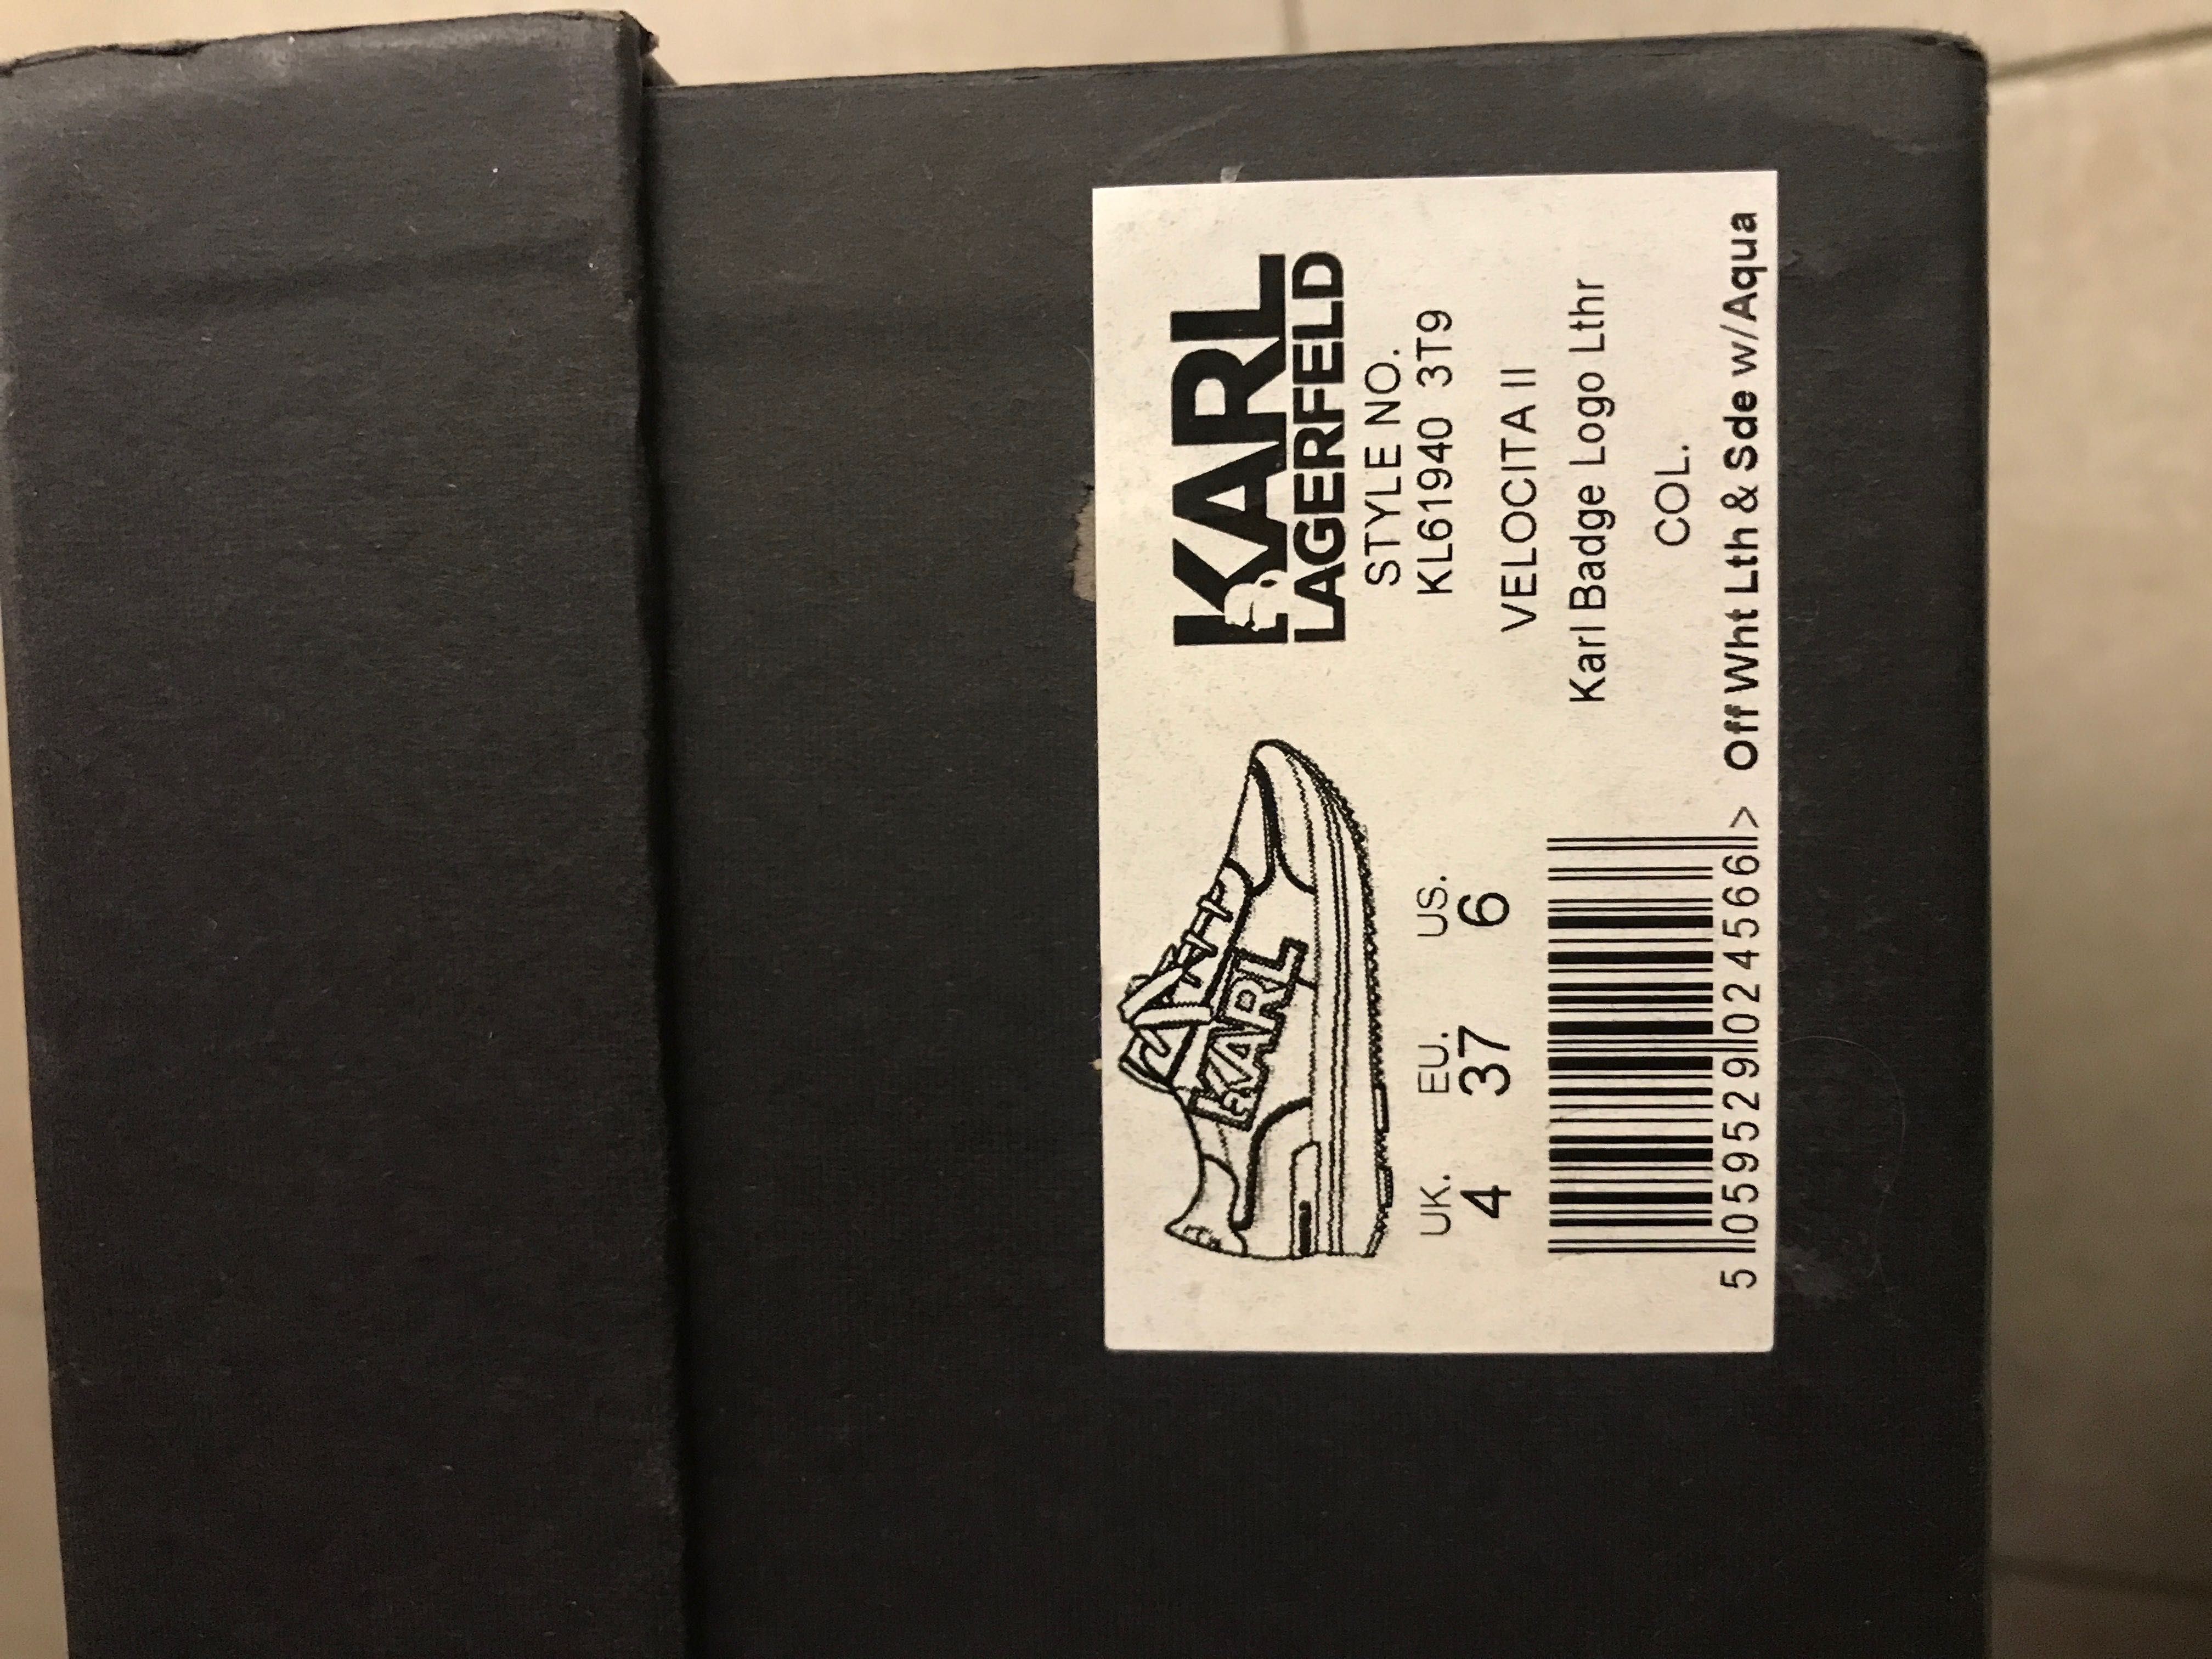 KARL
KARL
LAGERFELD
STYLE NO.
KL61940 3T9
VELOCITA II
Karl Badge Logo Lthr
COL.
Off Wht Lth & Sde w/Aqua
UK. EU. US.
4 37 6
5 059529 024566 >